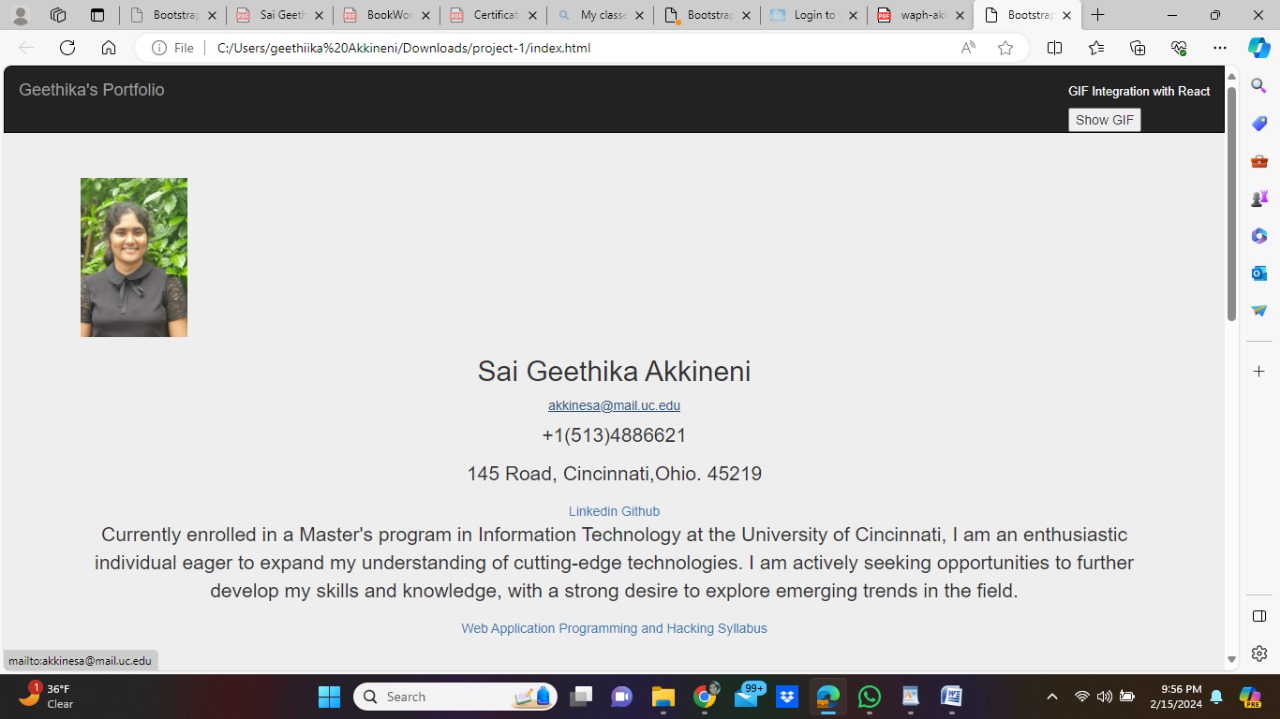 Bootstrap
Sai Geeth
BookWo
Certificat
My classe
Bootstrap
Login to y
waph-akk
Bootstrap
File
C:/Users/geethiika%20Akkineni/Downloads/project-1/index.html
Geethika's Portfolio
GIF Integration with React
Show GIF
Sai Geethika Akkineni
akkinesa@mail.uc.edu
+1(513)4886621
145 Road, Cincinnati,Ohio. 45219
Linkedin Github
Currently enrolled in a Master's program in Information Technology at the University of Cincinnati, I am an enthusiastic
individual eager to expand my understanding of cutting-edge technologies. I am actively seeking opportunities to further
develop my skills and knowledge, with a strong desire to explore emerging trends in the field.
Web Application Programming and Hacking Syllabus
mailto:akkinesa@mail.uc.edu
1
36°F
Clear
Search
99+
9:56 PM
2/15/2024
PRE